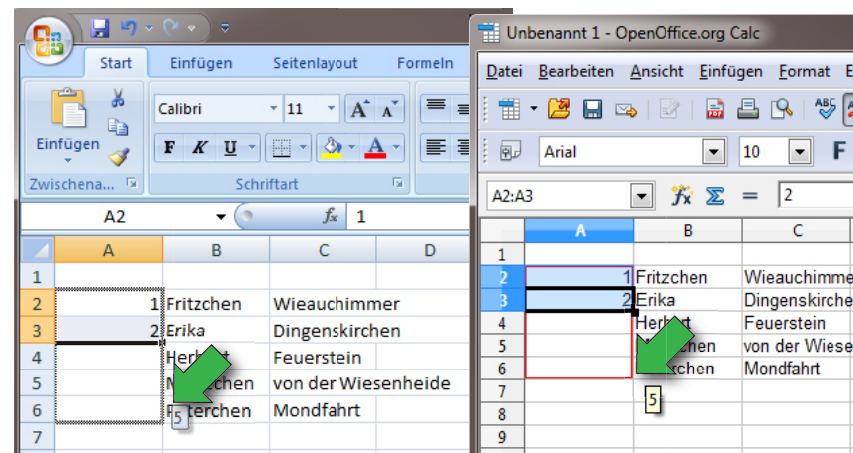 Start Einfügen Seitenlayout Formeln
Calibri 11 A A
Einfügen
F K U A
Zwischena... Schriftart
A2 fx 1
A B C D
1
2 1 Fritzchen Wieauchimmer
3 2 Erika Dingenskirchen
4 Feuerstein
5 von der Wiesenheide
6 Mondfahrt
7
5
Unbenannt 1 - OpenOffice.org Calc
Datei Bearbeiten Ansicht Einfügen Format E
ABC
Arial 10 F
A2:A3 fx Σ = 2
A B C
1
2 1 Fritzchen Wieauchimme
3 2 Erika Dingenskirche
4 Feuerstein
5 von der Wiese
6 Mondfahrt
7
8
9
5